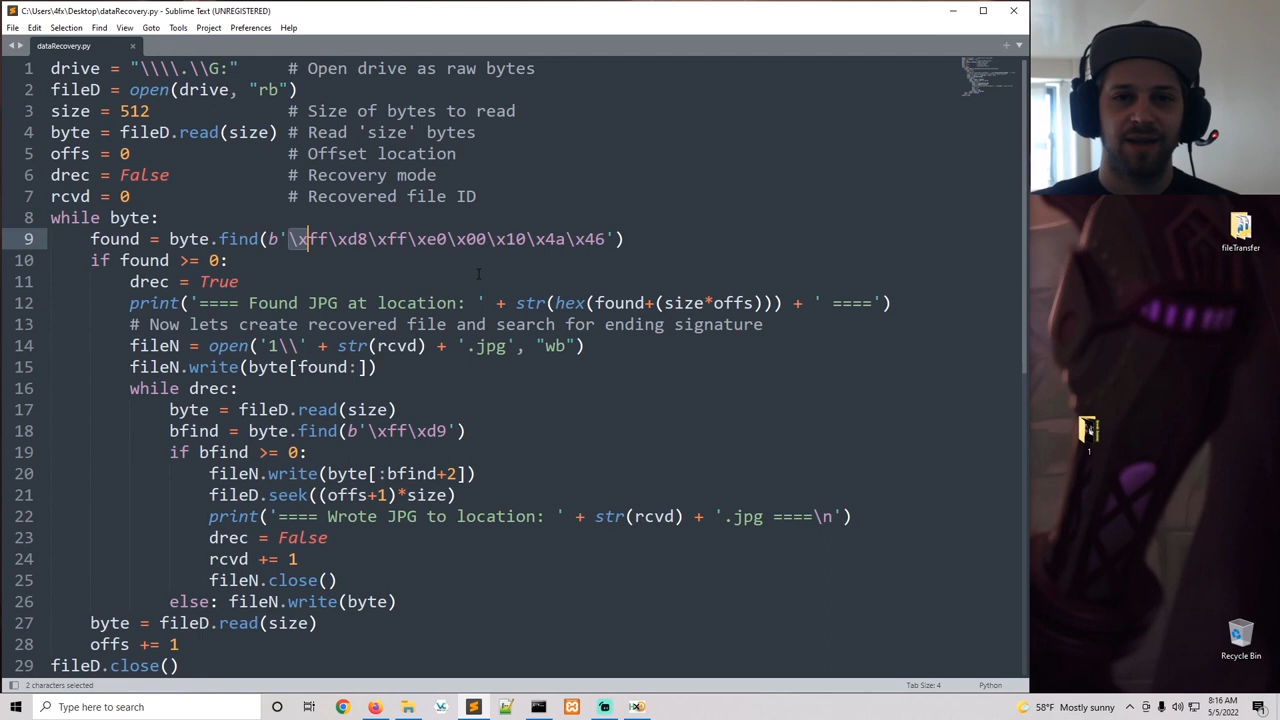 C:\Users\4fx\Desktop\dataRecovery.py - Sublime Text (UNREGISTERED)
File Edit Selection Find View Goto Tools Project Preferences Help
dataRecovery.py
1 drive = "\\\\.\\G:" # Open drive as raw bytes
2 fileD = open(drive, "rb")
3 size = 512 # Size of bytes to read
4 byte = fileD.read(size) # Read 'size' bytes
5 offs = 0 # Offset location
6 drec = False # Recovery mode
7 rcvd = 0 # Recovered file ID
8 while byte:
9 found = byte.find(b'\xff\xd8\xff\xe0\x00\x10\x4a\x46')
10 if found >= 0:
11 drec = True
12 print('==== Found JPG at location: ' + str(hex(found+(size*offs))) + ' ====')
13 # Now lets create recovered file and search for ending signature
14 fileN = open('1\\' + str(rcvd) + '.jpg', "wb")
15 fileN.write(byte[found:])
16 while drec:
17 byte = fileD.read(size)
18 bfind = byte.find(b'\xff\xd9')
19 if bfind >= 0:
20 fileN.write(byte[:bfind+2])
21 fileD.seek((offs+1)*size)
22 print('==== Wrote JPG to location: ' + str(rcvd) + '.jpg ====\n')
23 drec = False
24 rcvd += 1
25 fileN.close()
26 else: fileN.write(byte)
27 byte = fileD.read(size)
28 offs += 1
29 fileD.close()
2 characters selected
Tab Size: 4
Python
fileTransfer
1
Recycle Bin
Type here to search
58°F Mostly sunny
8:16 AM
5/5/2022